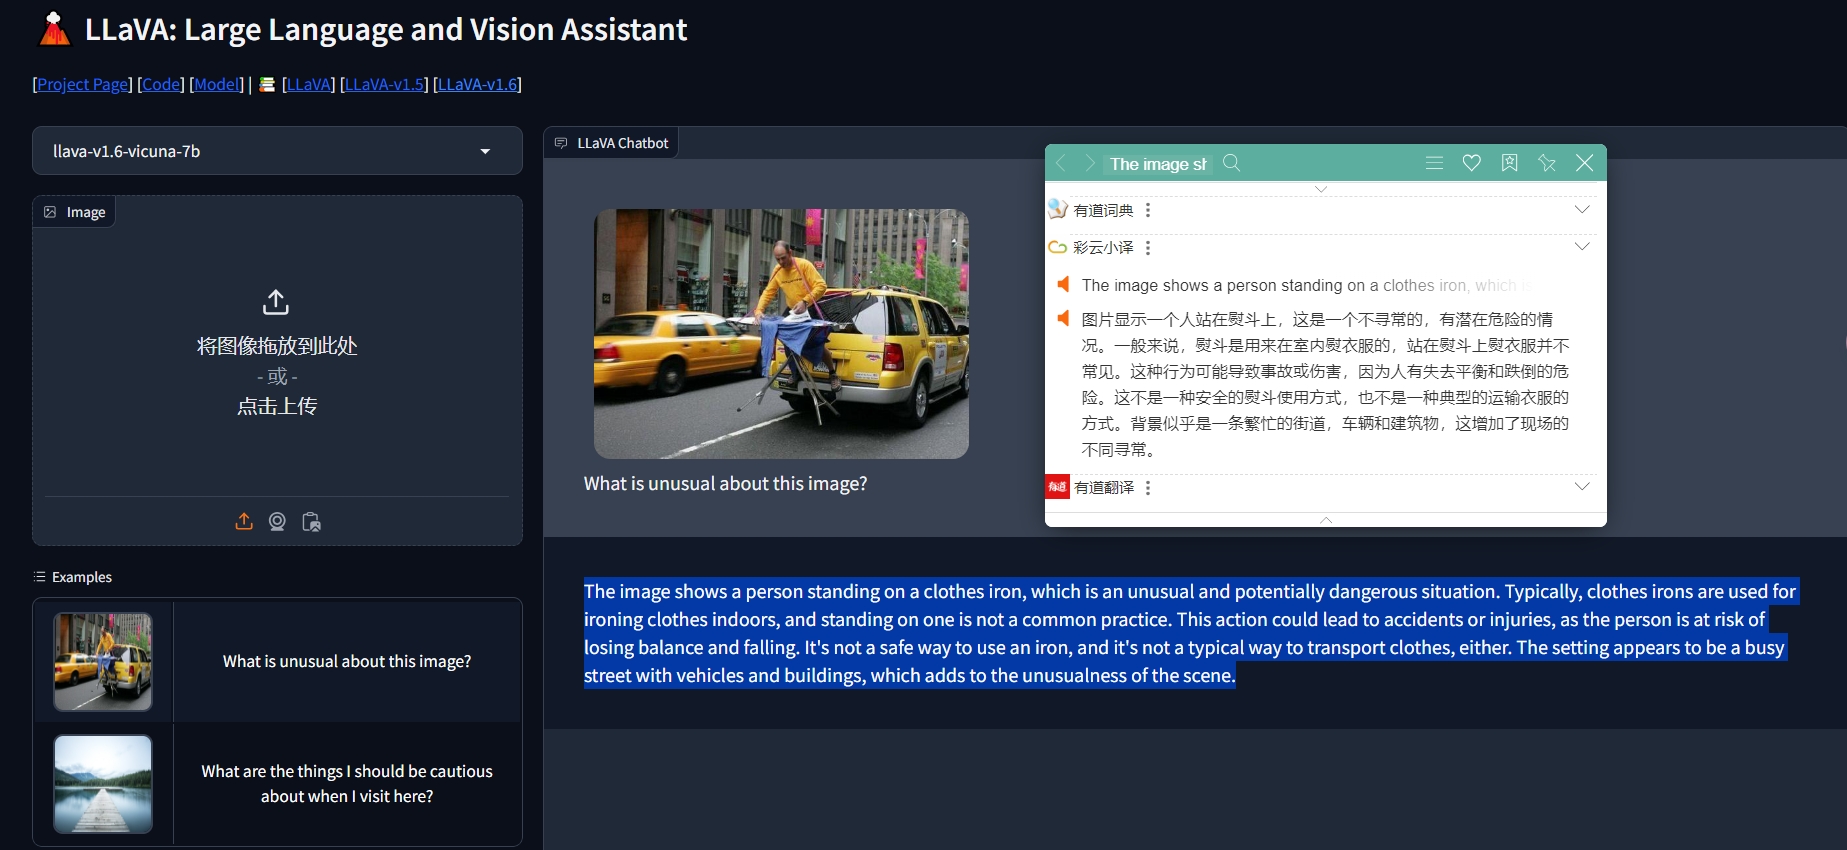 LLaVA: Large Language and Vision Assistant
[Project Page] [Code] [Model] | [LLaVA] [LLaVA-v1.5] [LLaVA-v1.6]
llava-v1.6-vicuna-7b
Image
将图像拖放到此处
- 或 -
点击上传
Examples
What is unusual about this image?
What are the things I should be cautious
about when I visit here?
LLaVA Chatbot
What is unusual about this image?
The image shows a person standing on a clothes iron, which is an unusual and potentially dangerous situation. Typically, clothes irons are used for
ironing clothes indoors, and standing on one is not a common practice. This action could lead to accidents or injuries, as the person is at risk of
losing balance and falling. It's not a safe way to use an iron, and it's not a typical way to transport clothes, either. The setting appears to be a busy
street with vehicles and buildings, which adds to the unusualness of the scene.
The image sh
有道词典
彩云小译
The image shows a person standing on a clothes iron, which is
图片显示一个人站在熨斗上，这是一个不寻常的，有潜在危险的情
况。一般来说，熨斗是用来在室内熨衣服的，站在熨斗上熨衣服并不
常见。这种行为可能导致事故或伤害，因为人有失去平衡和跌倒的危
险。这不是一种安全的熨斗使用方式，也不是一种典型的运输衣服的
方式。背景似乎是一条繁忙的街道，车辆和建筑物，这增加了现场的
不同寻常。
有道
有道翻译